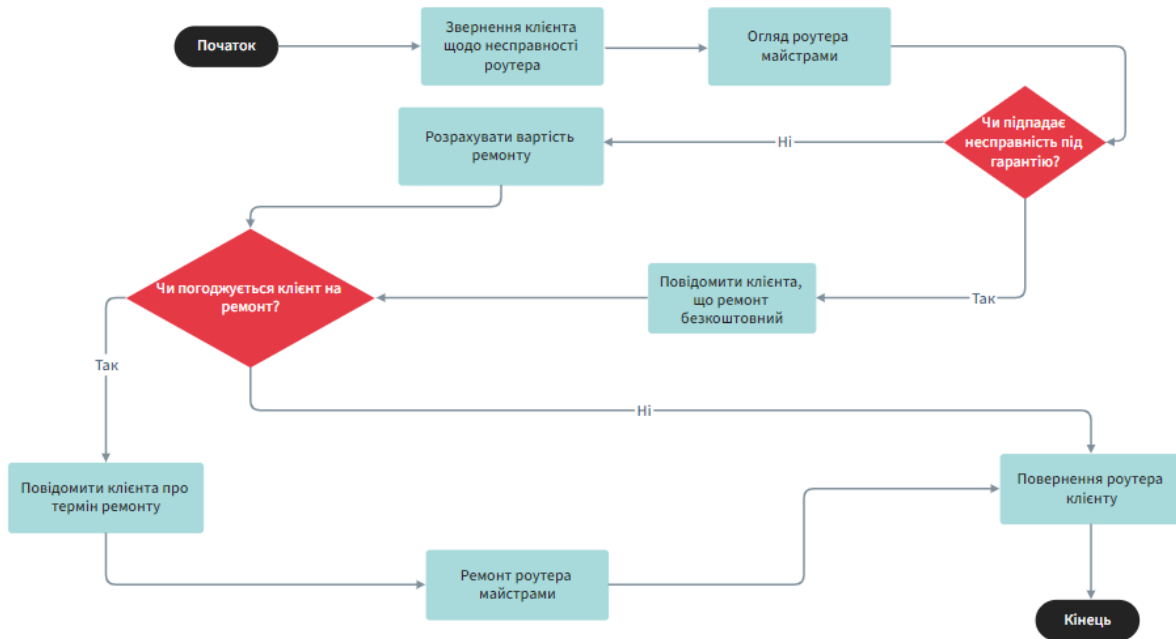 Початок
Звернення клієнта
щодо несправності
роутера
Огляд роутера
майстрами
Чи підпадає
несправність під
гарантію?
Ні
Розрахувати вартість
ремонту
Так
Повідомити клієнта,
що ремонт
безкоштовний
Чи погоджується клієнт на
ремонт?
Так
Ні
Повідомити клієнта про
термін ремонту
Ремонт роутера
майстрами
Повернення роутера
клієнту
Кінець